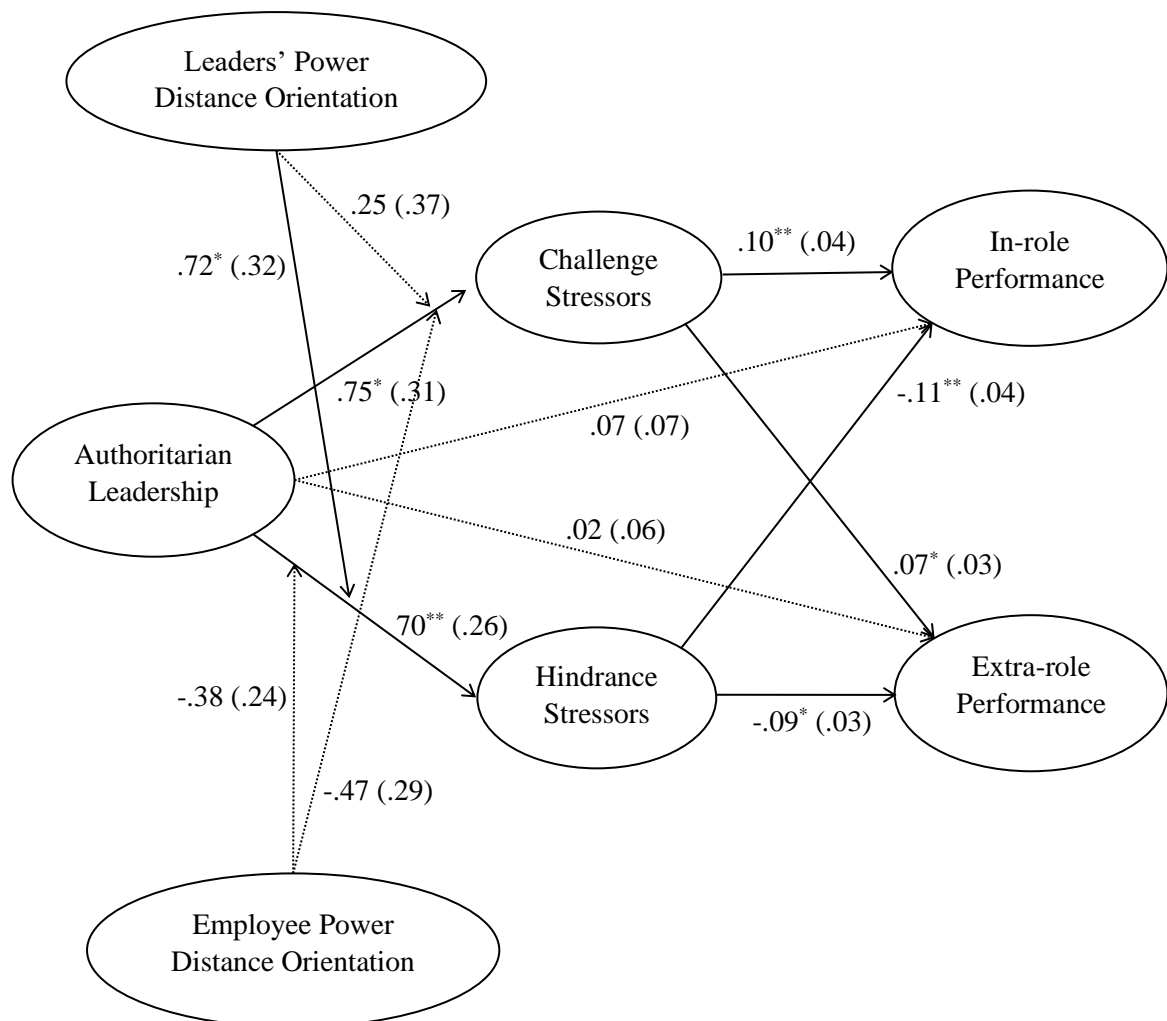 Leaders’ Power
Distance Orientation
.25 (.37)
.72* (.32)
Challenge
Stressors
.10** (.04)
In-role
Performance
.75* (.31)
-.11** (.04)
.07 (.07)
Authoritarian
Leadership
.02 (.06)
.07* (.03)
70** (.26)
Hindrance
Stressors
-.09* (.03)
Extra-role
Performance
-.38 (.24)
-.47 (.29)
Employee Power
Distance Orientation